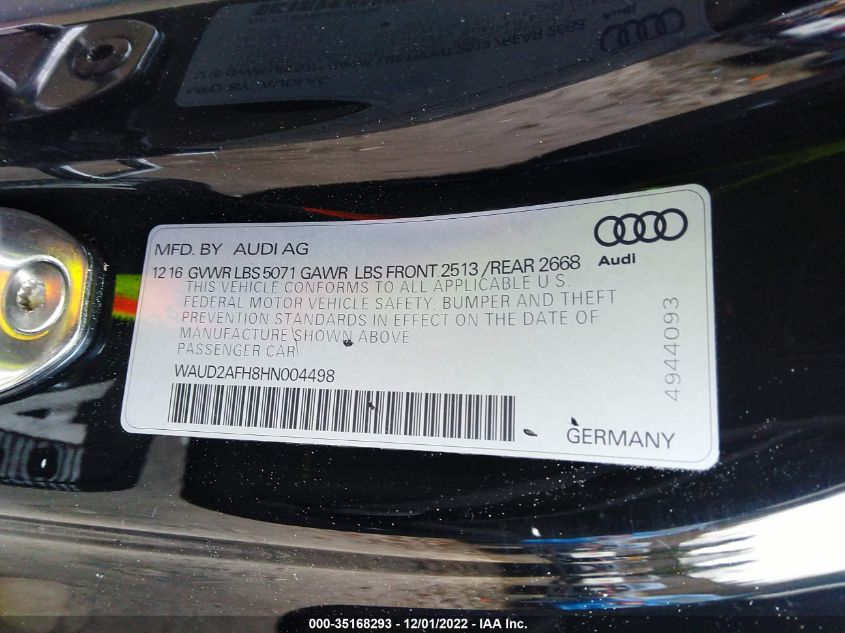 MFD. BY AUDI AG
12 16 GVWR LBS 5071 GAWR LBS FRONT 2513 /REAR 2668
THIS VEHICLE CONFORMS TO ALL APPLICABLE U S.
FEDERAL MOTOR VEHICLE SAFETY, BUMPER AND THEFT
PREVENTION STANDARDS IN EFFECT ON THE DATE OF
MANUFACTURE SHOWN ABOVE
PASSENGER CAR
WAUD2AFH8HN004498
GERMANY
Audi
4944093
000-35168293 - 12/01/2022 - IAA Inc.